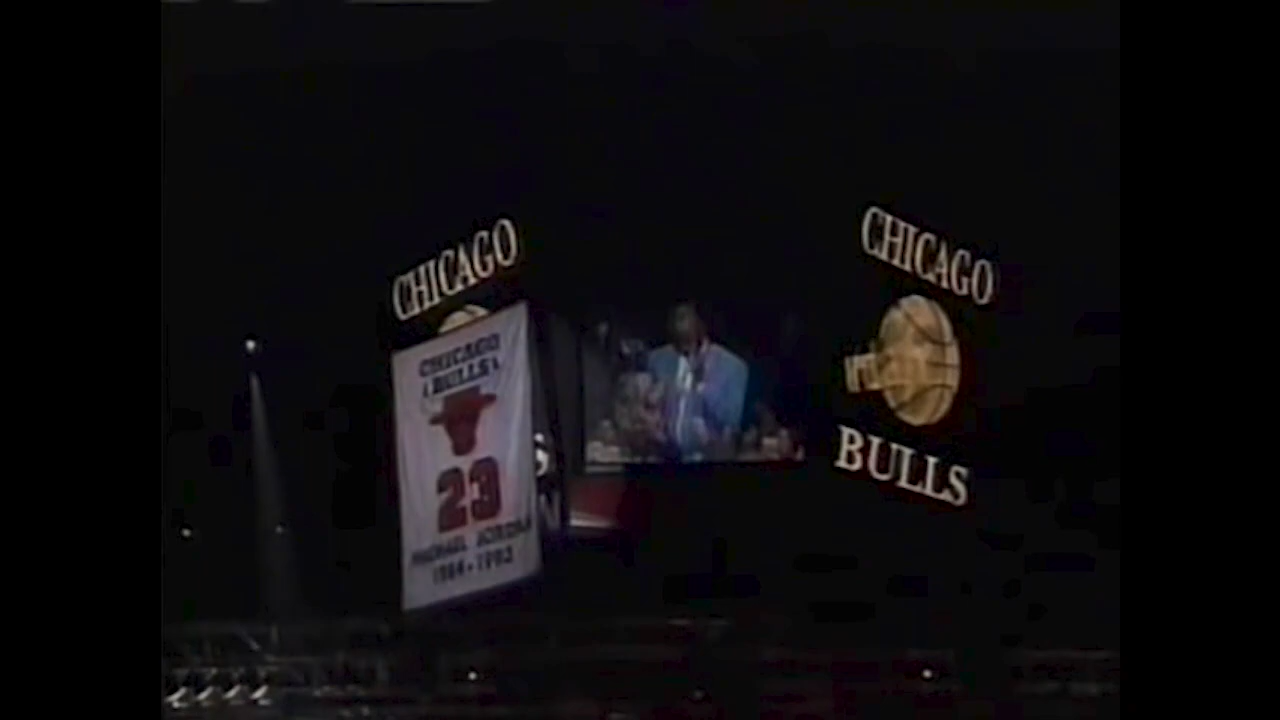 CHICAGO
CHICAGO
BULLS
23
MICHAEL JORDAN
1984-1993
S
N
CHICAGO
BULLS